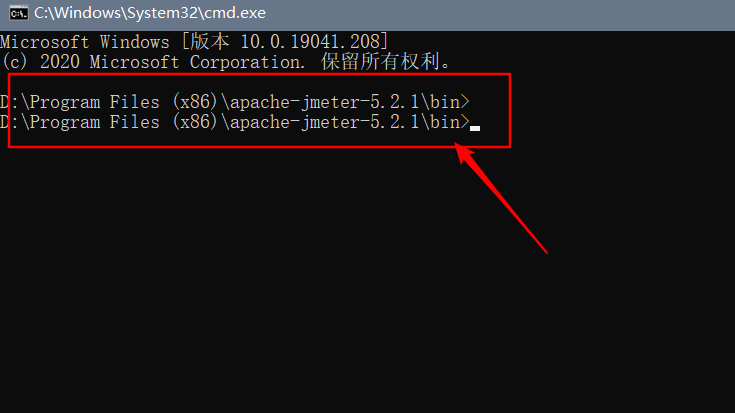 C:\Windows\System32\cmd.exe
Microsoft Windows [版本 10.0.19041.208]
(c) 2020 Microsoft Corporation. 保留所有权利。
D:\Program Files (x86)\apache-jmeter-5.2.1\bin>
D:\Program Files (x86)\apache-jmeter-5.2.1\bin>